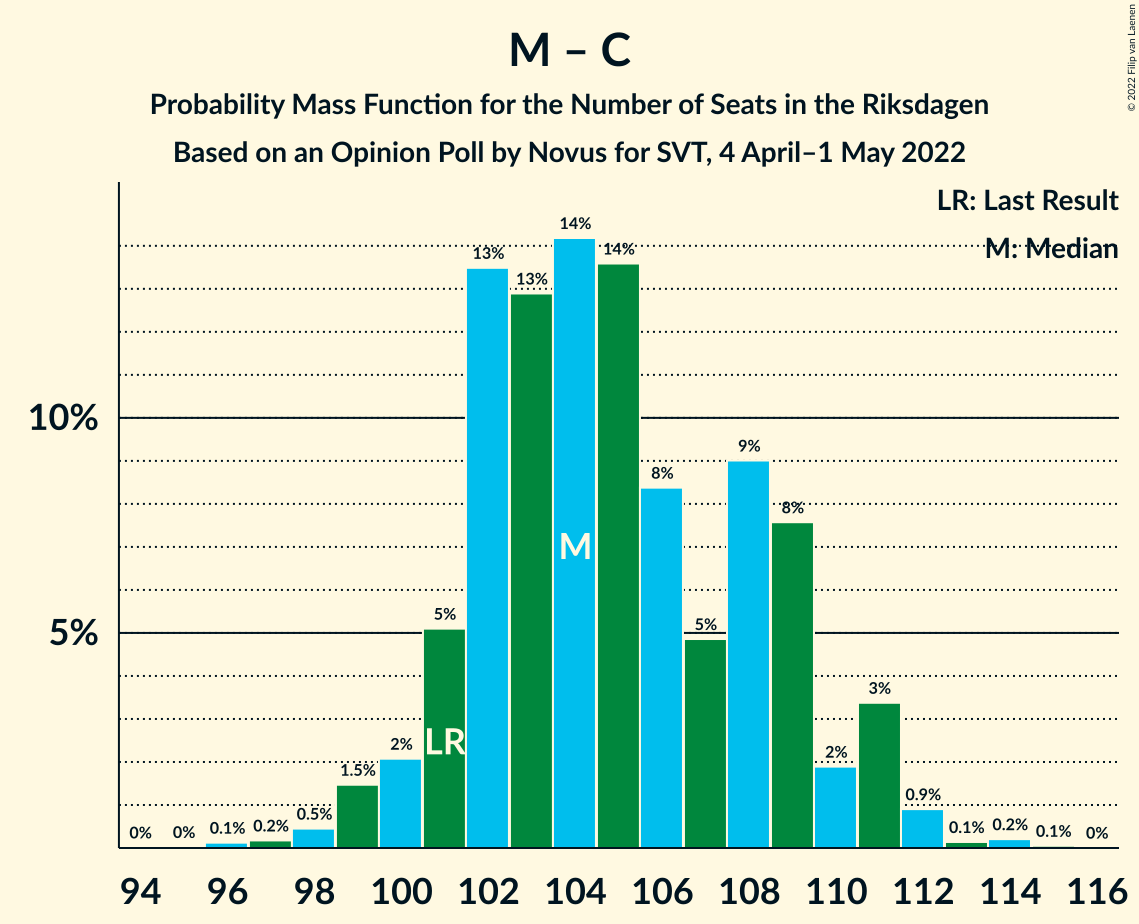 M – C
Probability Mass Function for the Number of Seats in the Riksdagen
Based on an Opinion Poll by Novus for SVT, 4 April–1 May 2022
© 2022 Filip van Laenen
LR: Last Result
M: Median
10%
5%
0%
0%
0.1%
0.2%
0.5%
1.5%
2%
5%
13%
13%
14%
14%
8%
5%
9%
8%
2%
3%
0.9%
0.1%
0.2%
0.1%
0%
LR
M
94 96 98 100 102 104 106 108 110 112 114 116